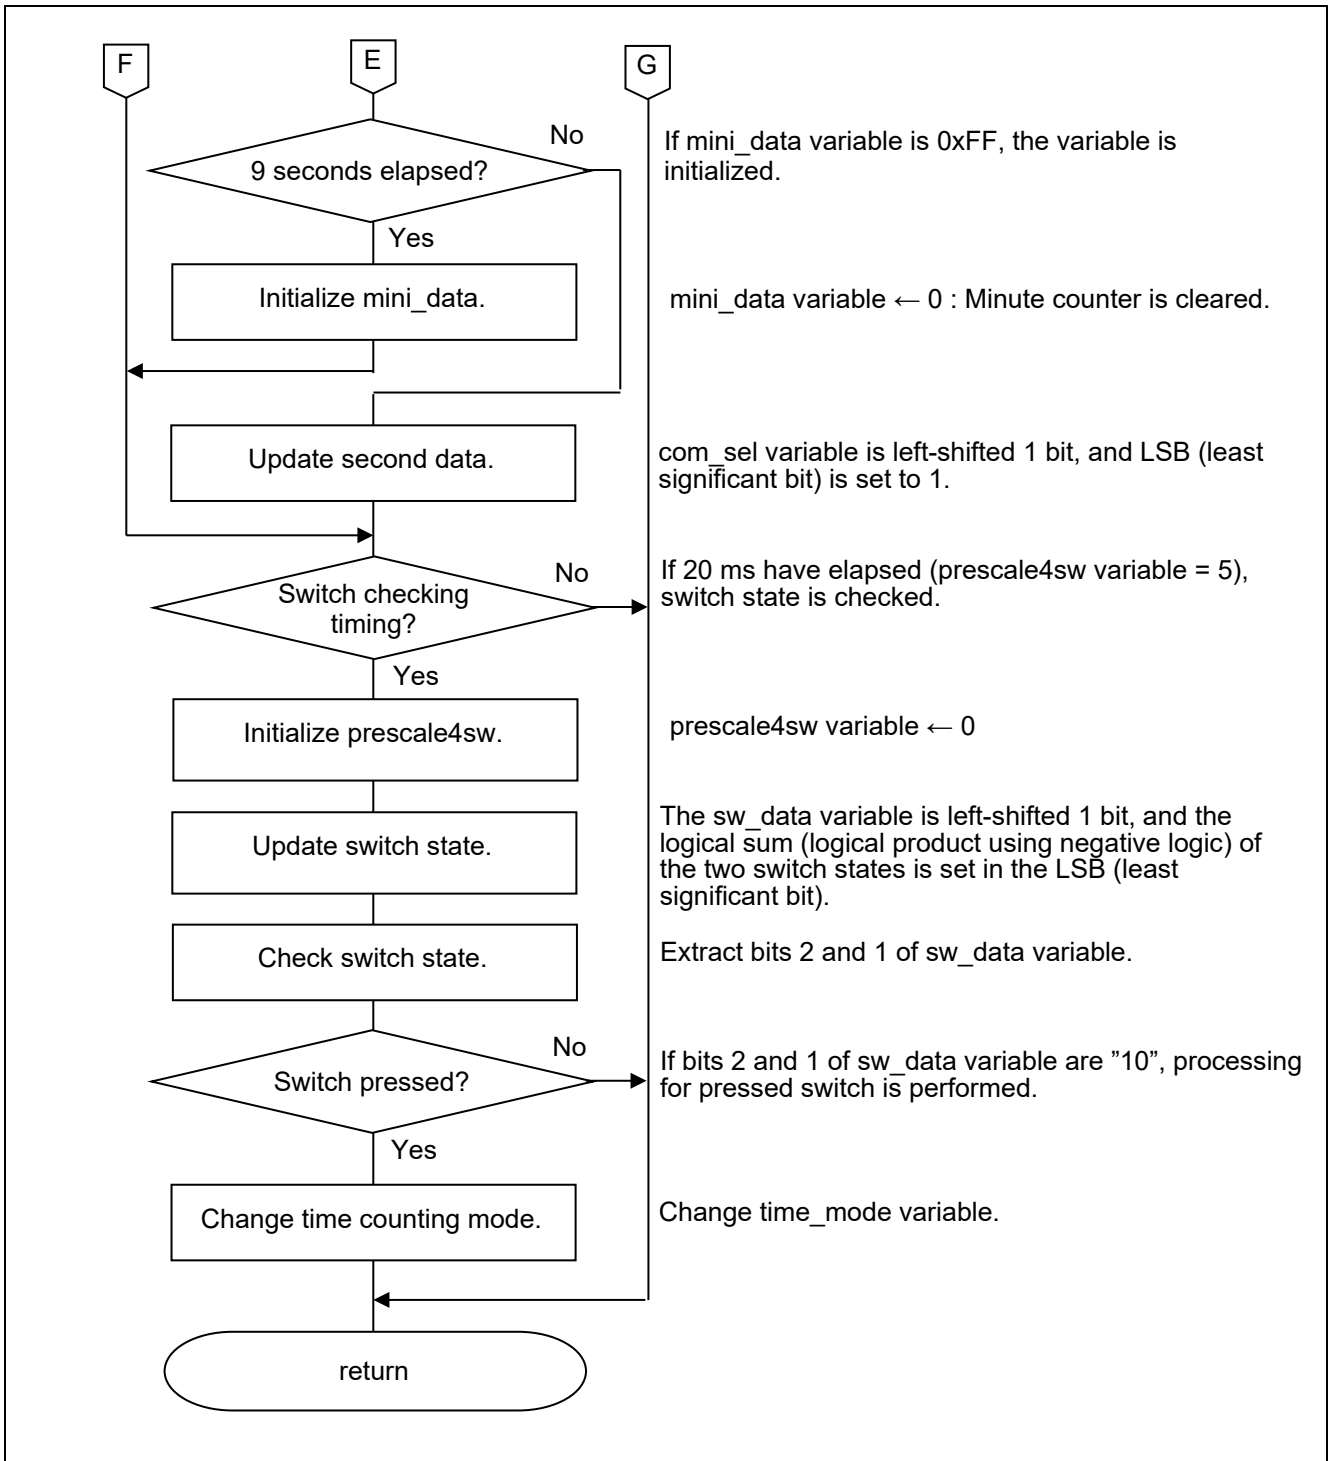 F
E
G
No
If mini_data variable is 0xFF, the variable is
initialized.
9 seconds elapsed?
Yes
Initialize mini_data.
mini_data variable ← 0 : Minute counter is cleared.
Update second data.
com_sel variable is left-shifted 1 bit, and LSB (least
significant bit) is set to 1.
No
If 20 ms have elapsed (prescale4sw variable = 5),
switch state is checked.
Switch checking
timing?
Yes
Initialize prescale4sw.
prescale4sw variable ← 0
Update switch state.
The sw_data variable is left-shifted 1 bit, and the
logical sum (logical product using negative logic) of
the two switch states is set in the LSB (least
significant bit).
Check switch state.
Extract bits 2 and 1 of sw_data variable.
No
If bits 2 and 1 of sw_data variable are ”10”, processing
for pressed switch is performed.
Switch pressed?
Yes
Change time counting mode.
Change time_mode variable.
return